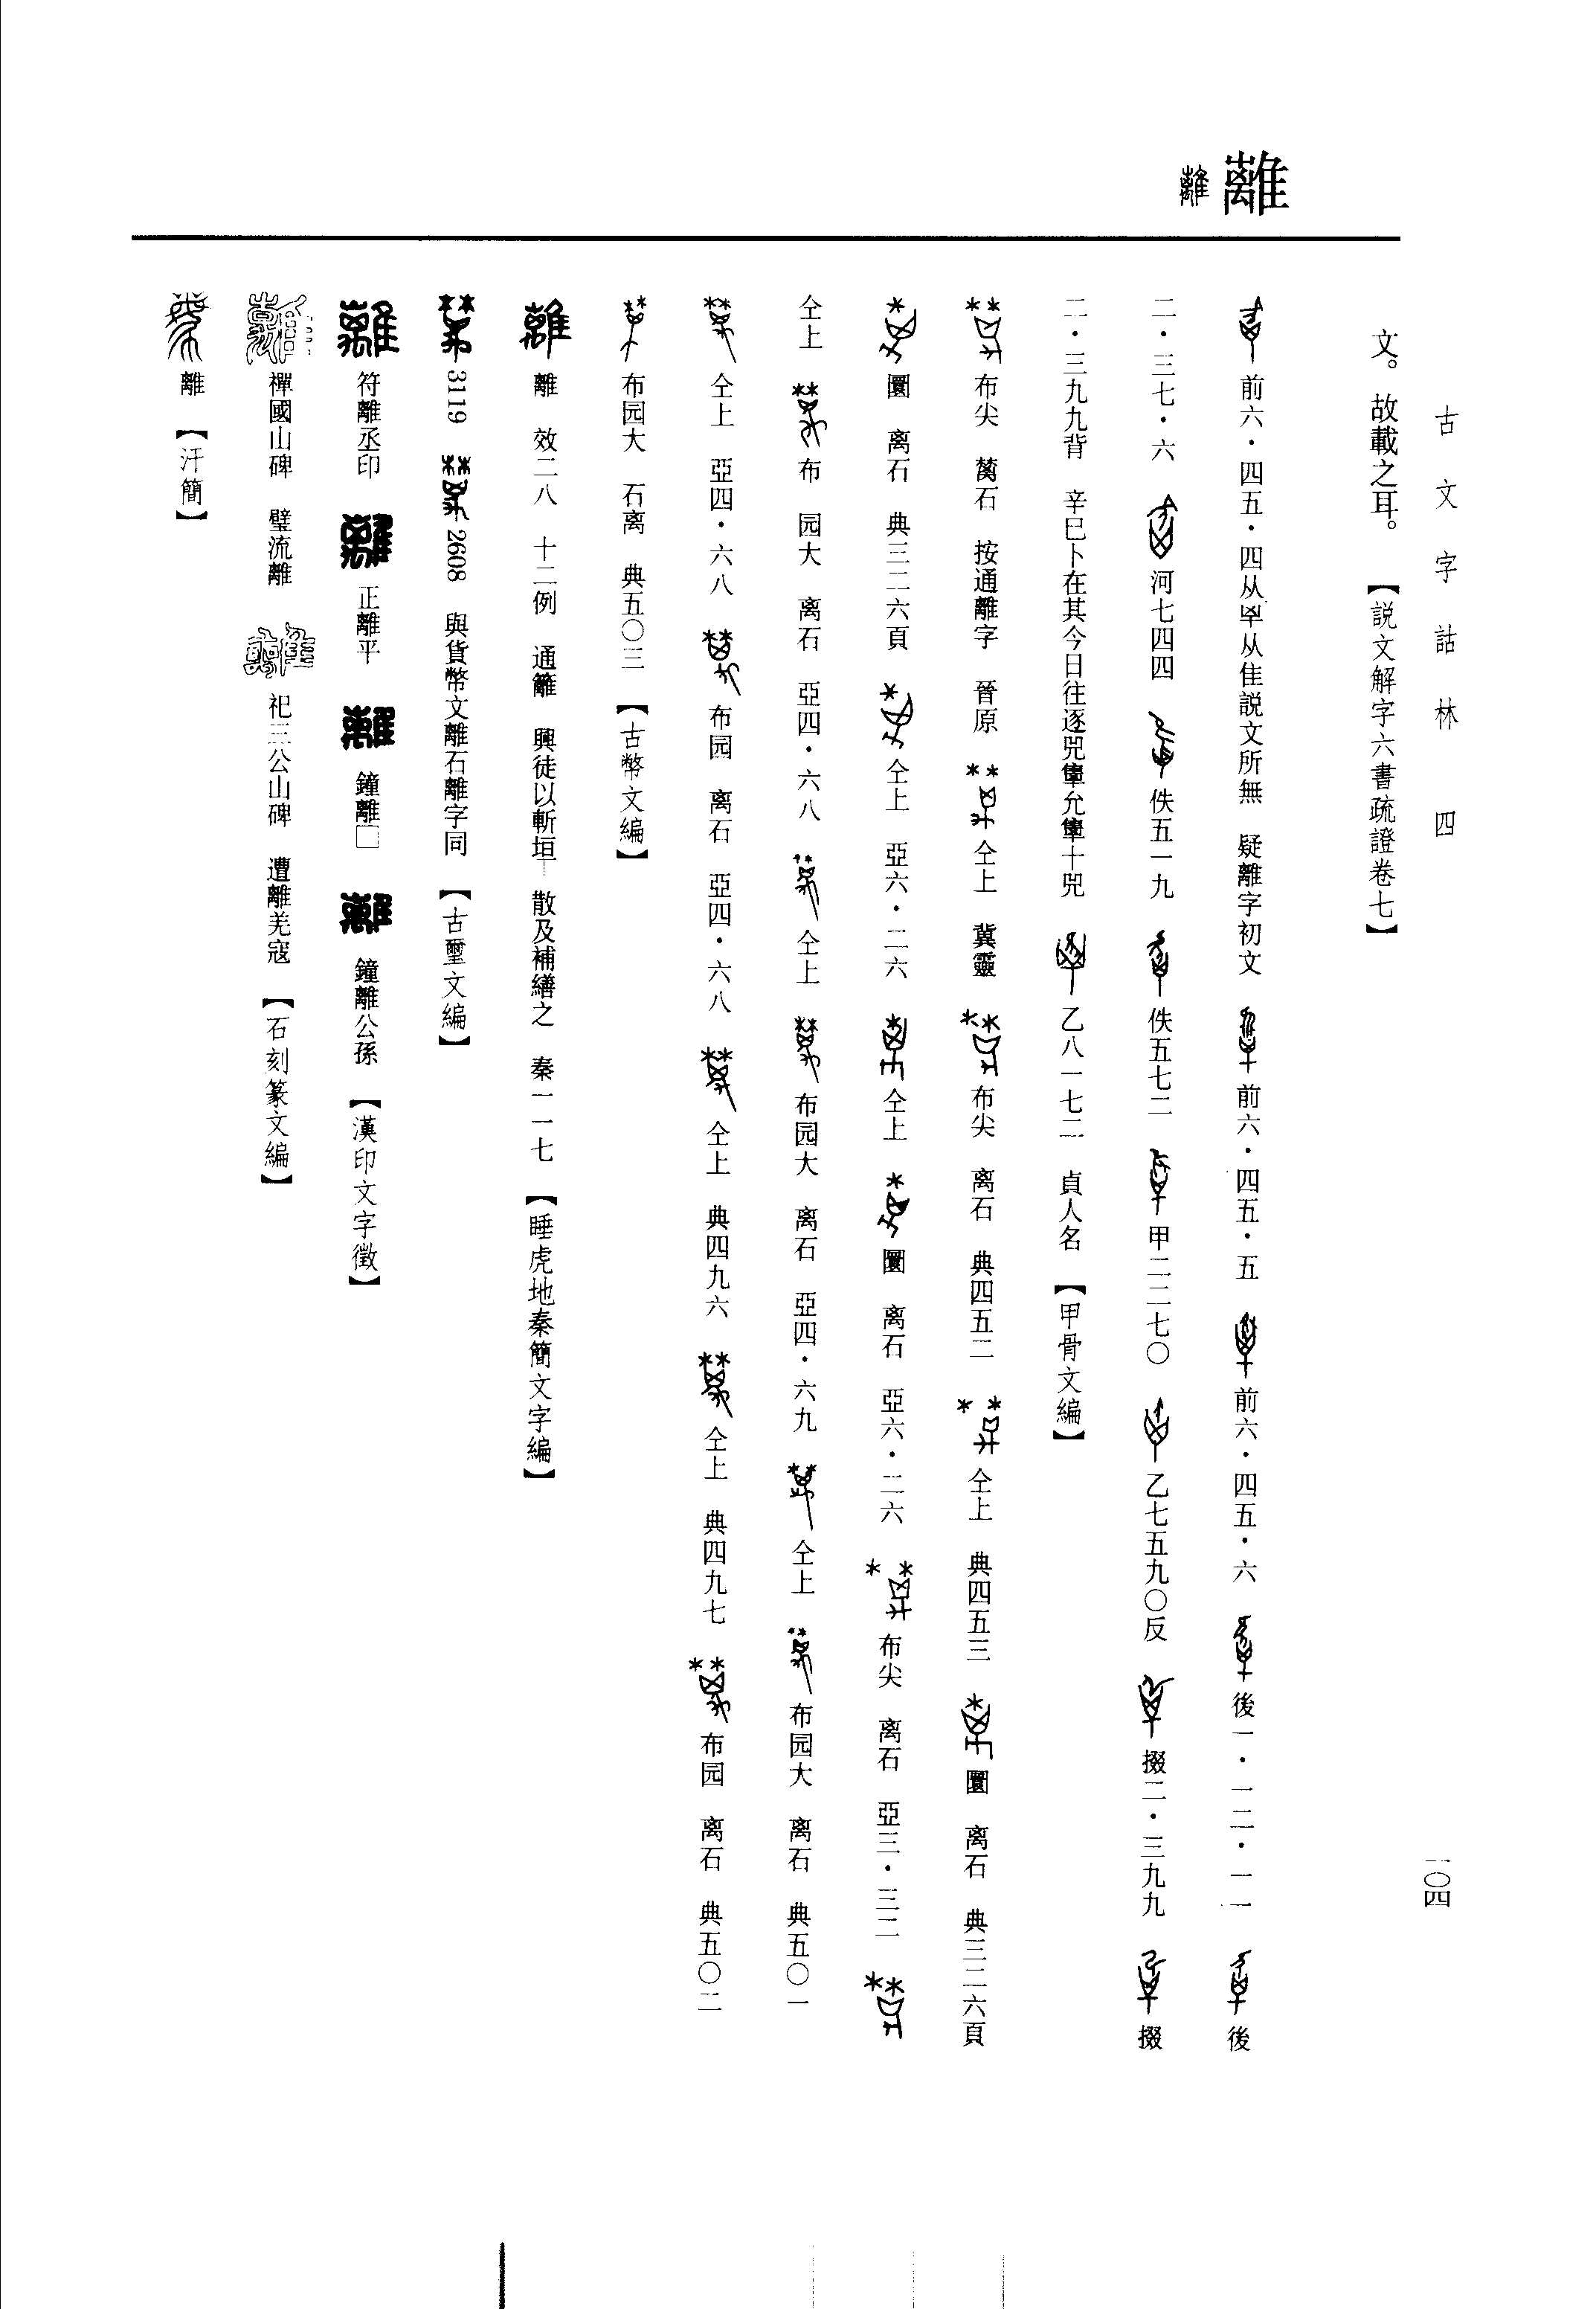 古文字詁林 四
一〇四
離
文。故載之耳。 【説文解字六書疏證卷七】
前六・四五・四从从隹説文所無 疑離字初文 前六・四五・五 前六・四五・六 後一・一二・一一 後
二・三七・六 河七四四 佚五一九 佚五七二 甲二二七〇 乙七五九〇反 掇二・三九九 掇
二・三九九背 辛巳卜在其今日往逐兕允十兕 乙八一七二 貞人名 【甲骨文編】
布尖 石 按通離字 晉原 仝上 冀靈 布尖 离石 典四五二 仝上 典四五三 圜 离石 典三二六頁
圜 离石 典三二六頁 仝上 亞六・二六 仝上 圜 离石 亞六・二六 布尖 离石 亞三・三二
仝上 布 园大 离石 亞四・六八 仝上 布园大 离石 亞四・六九 仝上 布园大 离石 典五〇一
仝上 亞四・六八 布园 离石 亞四・六八 仝上 典四九六 仝上 典四九七 布园 离石 典五〇二
布园大 石离 典五〇三 【古幣文編】
離 效二八 十二例 通籬 興徒以斬垣 散及補繕之 秦一一七 【睡虎地秦簡文字編】
3119 2608 與貨幣文離石離字同 【古璽文編】
符離丞印 正離平 鐘離□ 鐘離公孫 【漢印文字徵】
禪國山碑 璧流離 祀三公山碑 遭離羌寇 【石刻篆文編】
離 【汗簡】